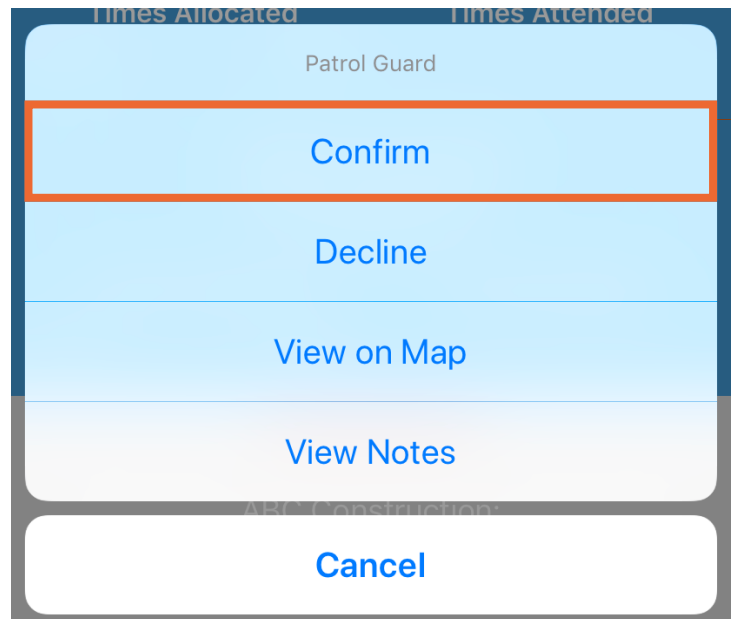 Times Allocated Times Attended
Patrol Guard
Confirm
Decline
View on Map
View Notes
ABC Construction:
Cancel